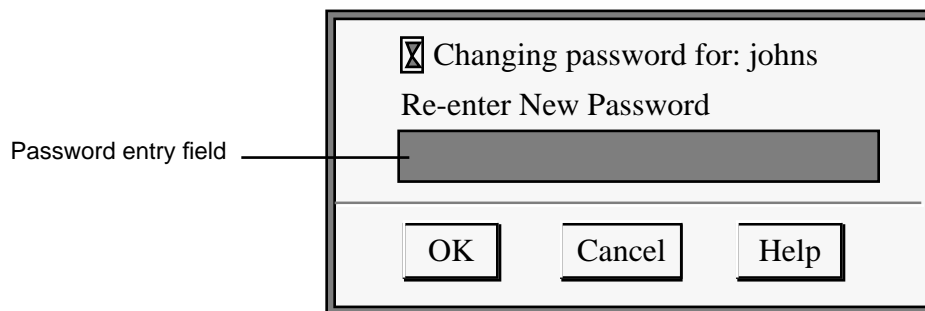 Changing password for: johns
Re-enter New Password
Password entry field
OK Cancel Help